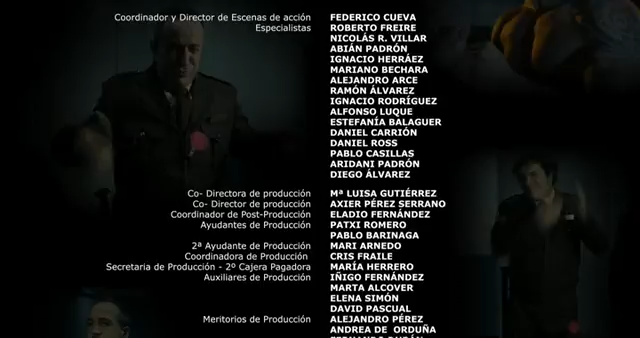 Coordinador y Director de Escenas de acción FEDERICO CUEVA
Especialistas ROBERTO FREIRE
NICOLÁS R. VILLAR
ABIÁN PADRÓN
IGNACIO HERRÁEZ
MARIANO BECHARA
ALEJANDRO ARCE
RAMÓN ÁLVAREZ
IGNACIO RODRÍGUEZ
ALFONSO LUQUE
ESTEFANÍA BALAGUER
DANIEL CARRIÓN
DANIEL ROSS
PABLO CASILLAS
ARIDANI PADRÓN
DIEGO ÁLVAREZ
Co- Directora de producción Mª LUISA GUTIÉRREZ
Co- Director de producción AXIER PÉREZ SERRANO
Coordinador de Post-Producción ELADIO FERNÁNDEZ
Ayudantes de Producción PATXI ROMERO
PABLO BARINAGA
2ª Ayudante de Producción MARI ARNEDO
Coordinadora de Producción CRIS FRAILE
Secretaria de Producción - 2º Cajera Pagadora MARÍA HERRERO
Auxiliares de Producción IÑIGO FERNÁNDEZ
MARTA ALCOVER
ELENA SIMÓN
DAVID PASCUAL
Meritorios de Producción ALEJANDRO PÉREZ
ANDREA DE ORDUÑA